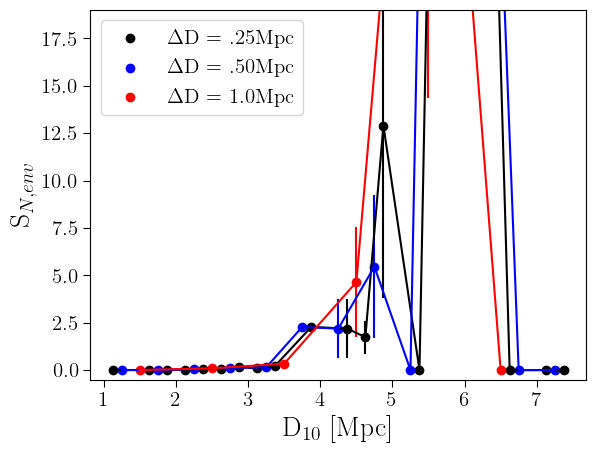 ΔD = .25Mpc
ΔD = .50Mpc
ΔD = 1.0Mpc
17.5
15.0
12.5
10.0
7.5
5.0
2.5
0.0
S_{N,env}
1 2 3 4 5 6 7
D_{10} [Mpc]